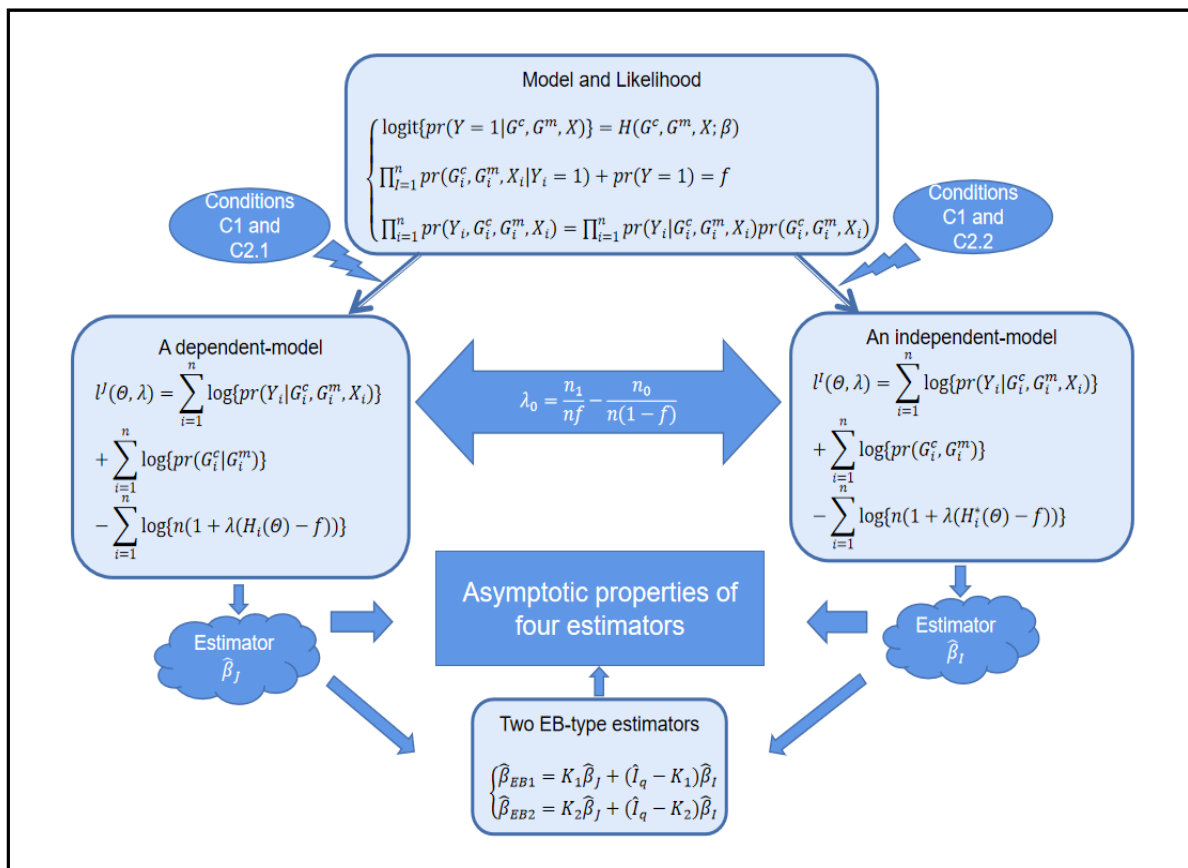 Model and Likelihood
logit{pr(Y = 1|G^c, G^m, X)} = H(G^c, G^m, X; β)
∏_{I=1}^n pr(G_i^c, G_i^m, X_i|Y_i = 1) + pr(Y = 1) = f
∏_{i=1}^n pr(Y_i, G_i^c, G_i^m, X_i) = ∏_{i=1}^n pr(Y_i|G_i^c, G_i^m, X_i)pr(G_i^c, G_i^m, X_i)
Conditions
C1 and
C2.1
Conditions
C1 and
C2.2
A dependent-model
l^J(Θ, λ) = ∑_{i=1}^n log{pr(Y_i|G_i^c, G_i^m, X_i)}
+ ∑_{i=1}^n log{pr(G_i^c|G_i^m)}
− ∑_{i=1}^n log{n(1 + λ(H_i(Θ) − f))}
λ_0 = n_1/nf − n_0/n(1 − f)
An independent-model
l^I(Θ, λ) = ∑_{i=1}^n log{pr(Y_i|G_i^c, G_i^m, X_i)}
+ ∑_{i=1}^n log{pr(G_i^c, G_i^m)}
− ∑_{i=1}^n log{n(1 + λ(H_i^*(Θ) − f))}
Estimator
β̂_J
Asymptotic properties of
four estimators
Estimator
β̂_I
Two EB-type estimators
β̂_{EB1} = K_1β̂_J + (Î_q − K_1)β̂_I
β̂_{EB2} = K_2β̂_J + (Î_q − K_2)β̂_I